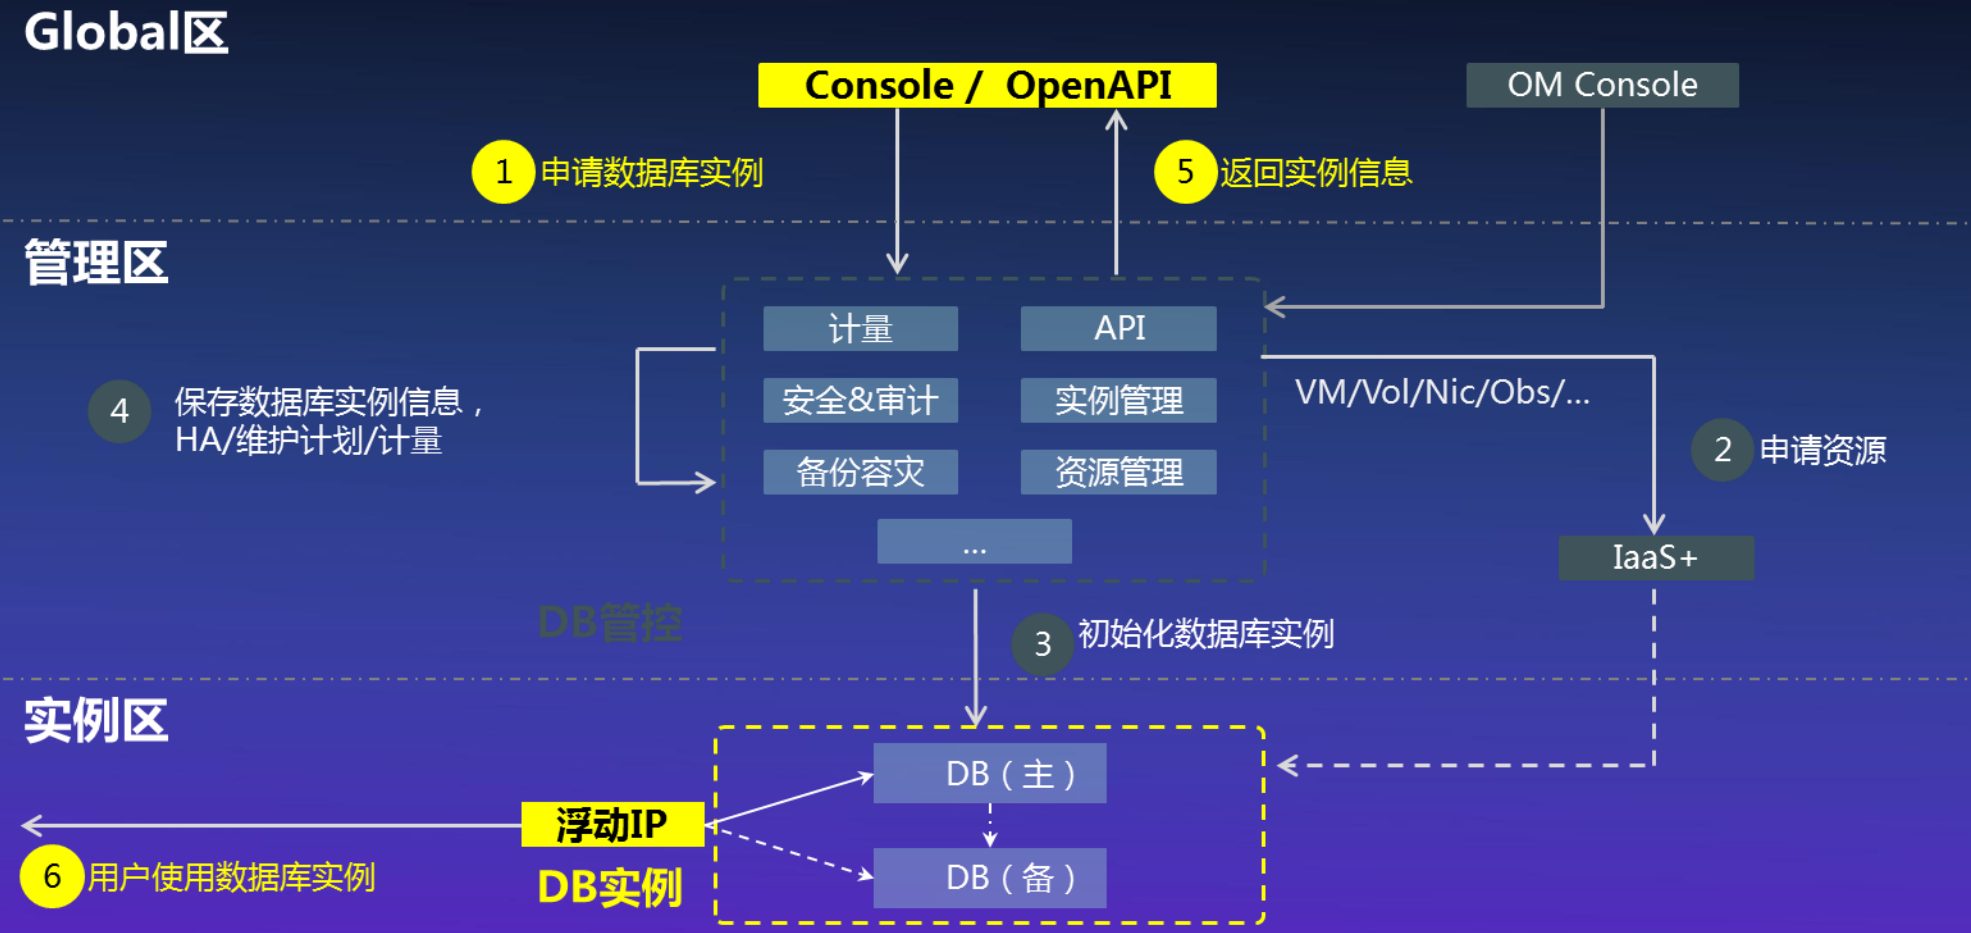 Global区
Console / OpenAPI
OM Console
1 申请数据库实例
5 返回实例信息
管理区
计量
API
安全&审计
实例管理
备份容灾
资源管理
...
4 保存数据库实例信息，
HA/维护计划/计量
VM/Vol/Nic/Obs/...
2 申请资源
IaaS+
DB管控
3 初始化数据库实例
实例区
DB（主）
浮动IP
DB（备）
DB实例
6 用户使用数据库实例